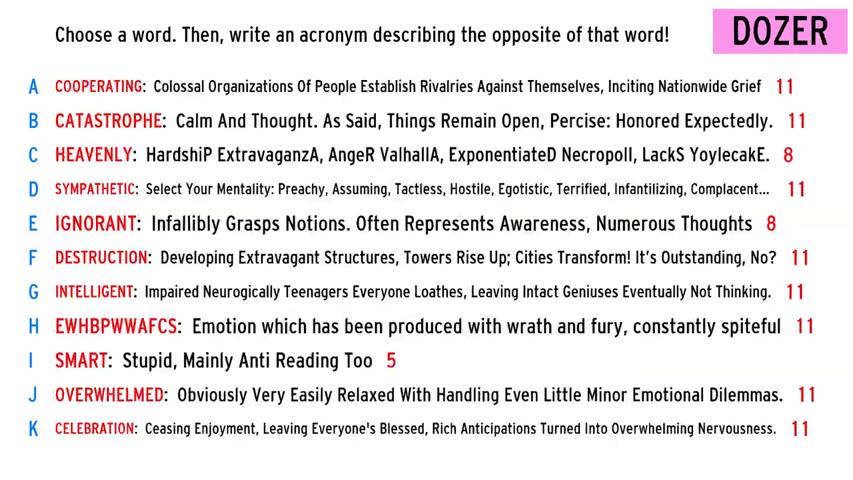 Choose a word. Then, write an acronym describing the opposite of that word!
DOZER
A COOPERATING: Colossal Organizations Of People Establish Rivalries Against Themselves, Inciting Nationwide Grief 11
B CATASTROPHE: Calm And Thought. As Said, Things Remain Open, Percise: Honored Expectedly. 11
C HEAVENLY: HardshiP ExtravaganzA, AngeR ValhallA, ExponentiateD Necropoll, LackS YoylecakE. 8
D SYMPATHETIC: Select Your Mentality: Preachy, Assuming, Tactless, Hostile, Egotistic, Terrified, Infantilizing, Complacent... 11
E IGNORANT: Infallibly Grasps Notions. Often Represents Awareness, Numerous Thoughts 8
F DESTRUCTION: Developing Extravagant Structures, Towers Rise Up; Cities Transform! It's Outstanding, No? 11
G INTELLIGENT: Impaired Neurogically Teenagers Everyone Loathes, Leaving Intact Geniuses Eventually Not Thinking. 11
H EWHBPWWAFCS: Emotion which has been produced with wrath and fury, constantly spiteful 11
I SMART: Stupid, Mainly Anti Reading Too 5
J OVERWHELMED: Obviously Very Easily Relaxed With Handling Even Little Minor Emotional Dilemmas. 11
K CELEBRATION: Ceasing Enjoyment, Leaving Everyone's Blessed, Rich Anticipations Turned Into Overwhelming Nervousness. 11